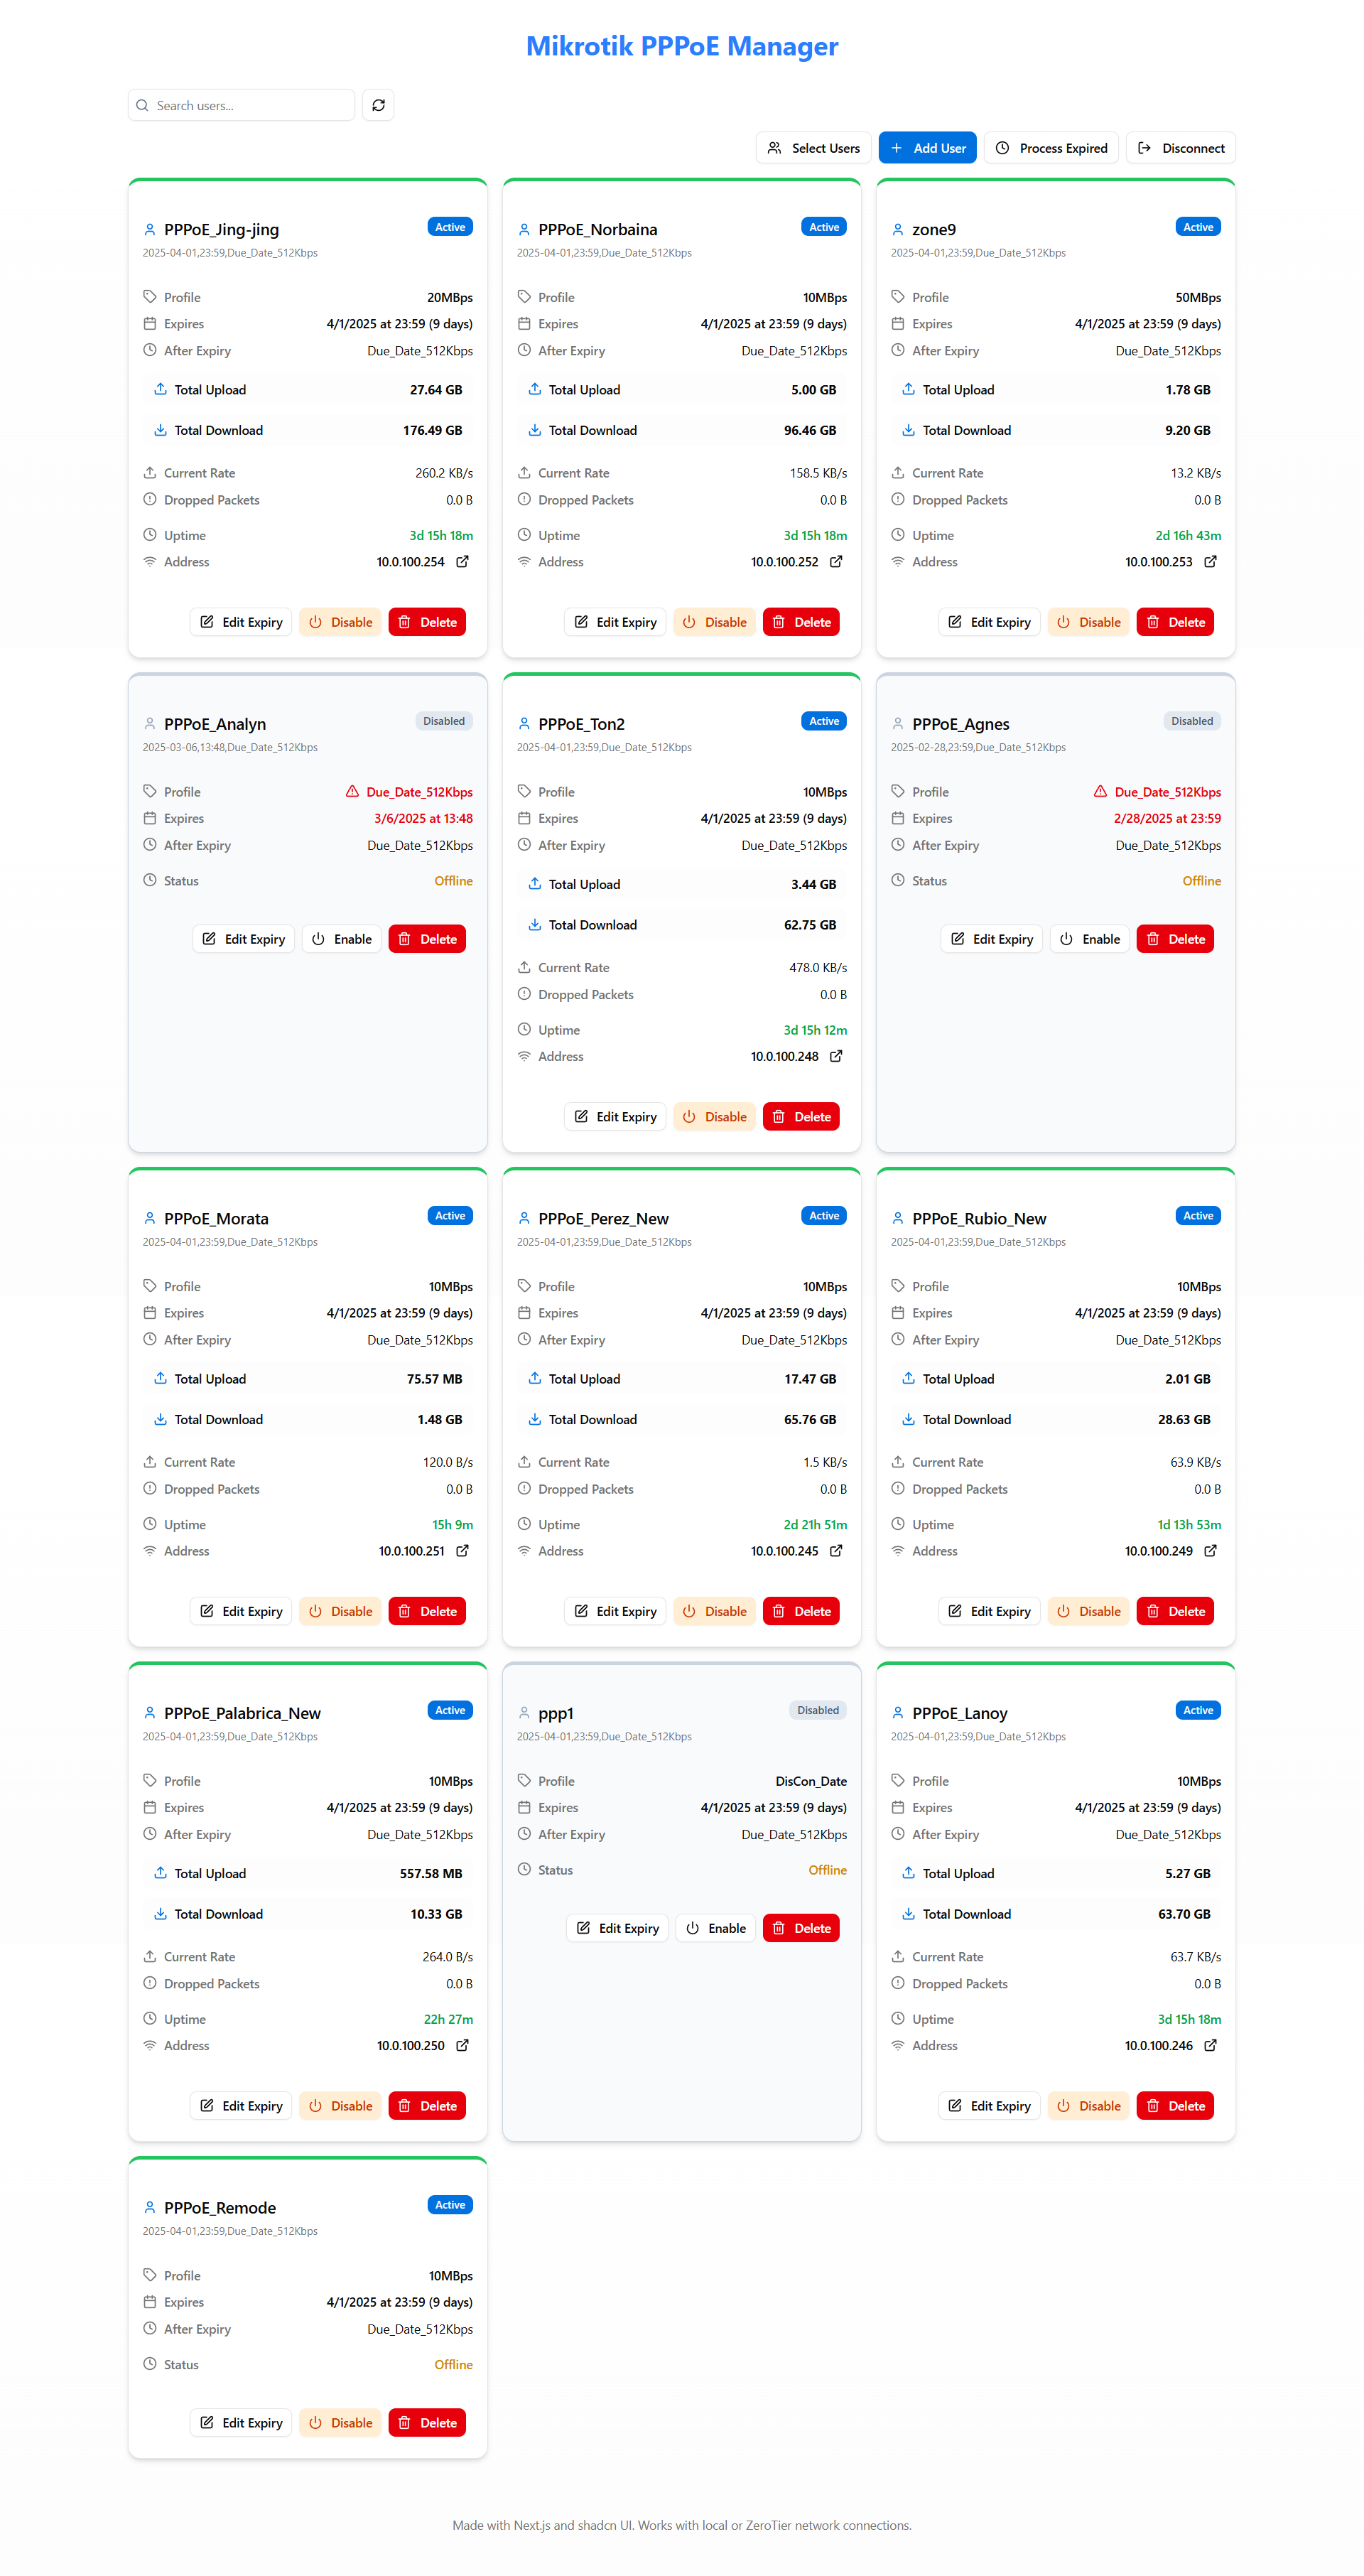 Mikrotik PPPoE Manager
Search users...
Select Users
Add User
Process Expired
Disconnect
PPPoE_Jing-jing Active
2025-04-01,23:59,Due_Date_512Kbps
Profile 20MBps
Expires 4/1/2025 at 23:59 (9 days)
After Expiry Due_Date_512Kbps
Total Upload 27.64 GB
Total Download 176.49 GB
Current Rate 260.2 KB/s
Dropped Packets 0.0 B
Uptime 3d 15h 18m
Address 10.0.100.254
Edit Expiry Disable Delete
PPPoE_Norbaina Active
2025-04-01,23:59,Due_Date_512Kbps
Profile 10MBps
Expires 4/1/2025 at 23:59 (9 days)
After Expiry Due_Date_512Kbps
Total Upload 5.00 GB
Total Download 96.46 GB
Current Rate 158.5 KB/s
Dropped Packets 0.0 B
Uptime 3d 15h 18m
Address 10.0.100.252
Edit Expiry Disable Delete
zone9 Active
2025-04-01,23:59,Due_Date_512Kbps
Profile 50MBps
Expires 4/1/2025 at 23:59 (9 days)
After Expiry Due_Date_512Kbps
Total Upload 1.78 GB
Total Download 9.20 GB
Current Rate 13.2 KB/s
Dropped Packets 0.0 B
Uptime 2d 16h 43m
Address 10.0.100.253
Edit Expiry Disable Delete
PPPoE_Analyn Disabled
2025-03-06,13:48,Due_Date_512Kbps
Profile Due_Date_512Kbps
Expires 3/6/2025 at 13:48
After Expiry Due_Date_512Kbps
Status Offline
Edit Expiry Enable Delete
PPPoE_Ton2 Active
2025-04-01,23:59,Due_Date_512Kbps
Profile 10MBps
Expires 4/1/2025 at 23:59 (9 days)
After Expiry Due_Date_512Kbps
Total Upload 3.44 GB
Total Download 62.75 GB
Current Rate 478.0 KB/s
Dropped Packets 0.0 B
Uptime 3d 15h 12m
Address 10.0.100.248
Edit Expiry Disable Delete
PPPoE_Agnes Disabled
2025-02-28,23:59,Due_Date_512Kbps
Profile Due_Date_512Kbps
Expires 2/28/2025 at 23:59
After Expiry Due_Date_512Kbps
Status Offline
Edit Expiry Enable Delete
PPPoE_Morata Active
2025-04-01,23:59,Due_Date_512Kbps
Profile 10MBps
Expires 4/1/2025 at 23:59 (9 days)
After Expiry Due_Date_512Kbps
Total Upload 75.57 MB
Total Download 1.48 GB
Current Rate 120.0 B/s
Dropped Packets 0.0 B
Uptime 15h 9m
Address 10.0.100.251
Edit Expiry Disable Delete
PPPoE_Perez_New Active
2025-04-01,23:59,Due_Date_512Kbps
Profile 10MBps
Expires 4/1/2025 at 23:59 (9 days)
After Expiry Due_Date_512Kbps
Total Upload 17.47 GB
Total Download 65.76 GB
Current Rate 1.5 KB/s
Dropped Packets 0.0 B
Uptime 2d 21h 51m
Address 10.0.100.245
Edit Expiry Disable Delete
PPPoE_Rubio_New Active
2025-04-01,23:59,Due_Date_512Kbps
Profile 10MBps
Expires 4/1/2025 at 23:59 (9 days)
After Expiry Due_Date_512Kbps
Total Upload 2.01 GB
Total Download 28.63 GB
Current Rate 63.9 KB/s
Dropped Packets 0.0 B
Uptime 1d 13h 53m
Address 10.0.100.249
Edit Expiry Disable Delete
PPPoE_Palabrica_New Active
2025-04-01,23:59,Due_Date_512Kbps
Profile 10MBps
Expires 4/1/2025 at 23:59 (9 days)
After Expiry Due_Date_512Kbps
Total Upload 557.58 MB
Total Download 10.33 GB
Current Rate 264.0 B/s
Dropped Packets 0.0 B
Uptime 22h 27m
Address 10.0.100.250
Edit Expiry Disable Delete
ppp1 Disabled
2025-04-01,23:59,Due_Date_512Kbps
Profile DisCon_Date
Expires 4/1/2025 at 23:59 (9 days)
After Expiry Due_Date_512Kbps
Status Offline
Edit Expiry Enable Delete
PPPoE_Lanoy Active
2025-04-01,23:59,Due_Date_512Kbps
Profile 10MBps
Expires 4/1/2025 at 23:59 (9 days)
After Expiry Due_Date_512Kbps
Total Upload 5.27 GB
Total Download 63.70 GB
Current Rate 63.7 KB/s
Dropped Packets 0.0 B
Uptime 3d 15h 18m
Address 10.0.100.246
Edit Expiry Disable Delete
PPPoE_Remode Active
2025-04-01,23:59,Due_Date_512Kbps
Profile 10MBps
Expires 4/1/2025 at 23:59 (9 days)
After Expiry Due_Date_512Kbps
Status Offline
Edit Expiry Disable Delete
Made with Next.js and shadcn UI. Works with local or ZeroTier network connections.